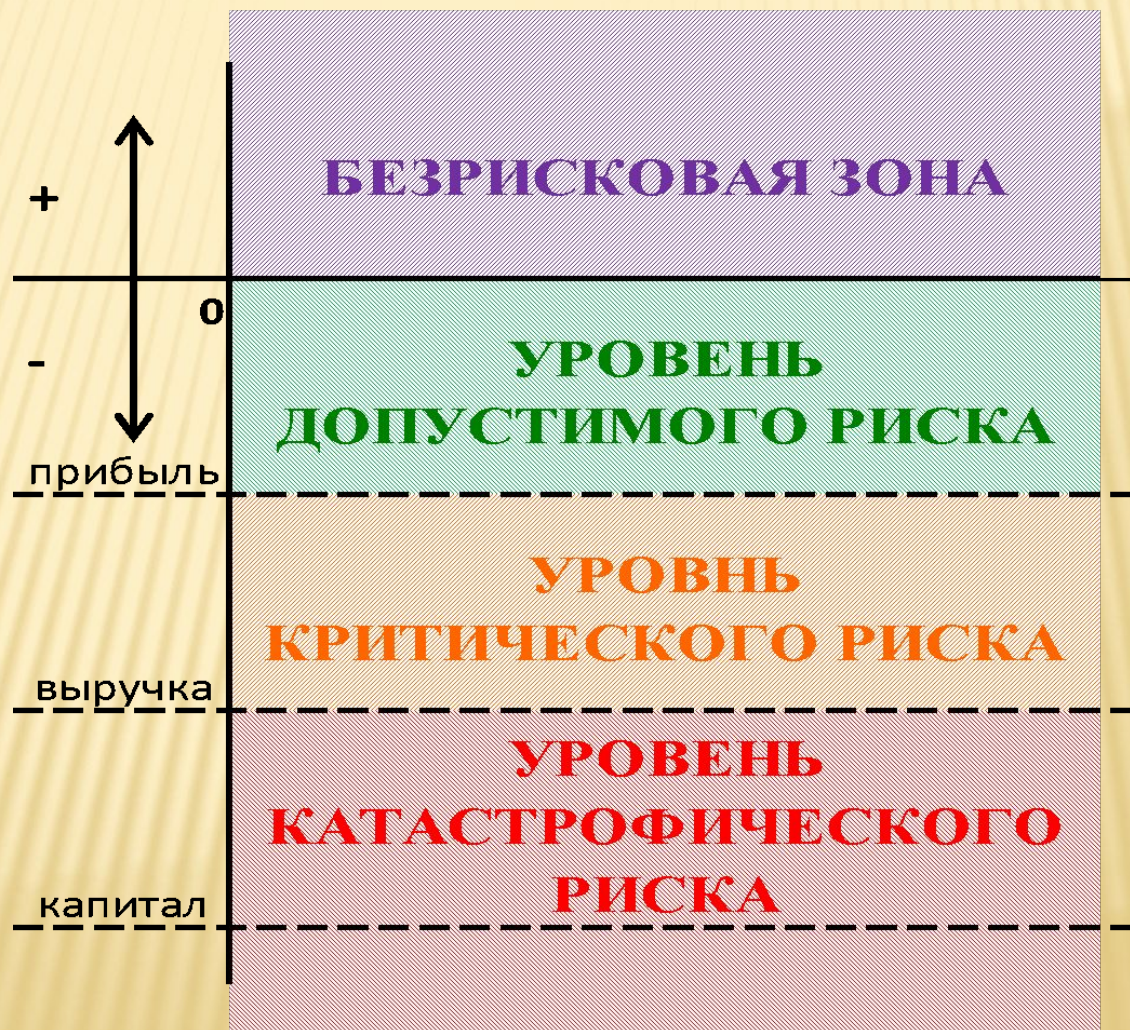 БЕЗРИСКОВАЯ ЗОНА
+
0
-
УРОВЕНЬ
ДОПУСТИМОГО РИСКА
прибыль
УРОВНЬ
КРИТИЧЕСКОГО РИСКА
выручка
УРОВЕНЬ
КАТАСТРОФИЧЕСКОГО
РИСКА
капитал